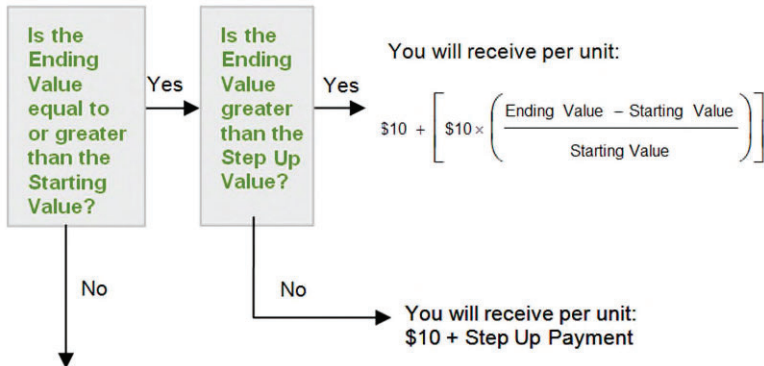 Is the
Ending
Value
equal to
or greater
than the
Starting
Value?
Yes
Is the
Ending
Value
greater
than the
Step Up
Value?
Yes
You will receive per unit:
$10 + [ $10 × ( Ending Value – Starting Value / Starting Value ) ]
No
No
You will receive per unit:
$10 + Step Up Payment